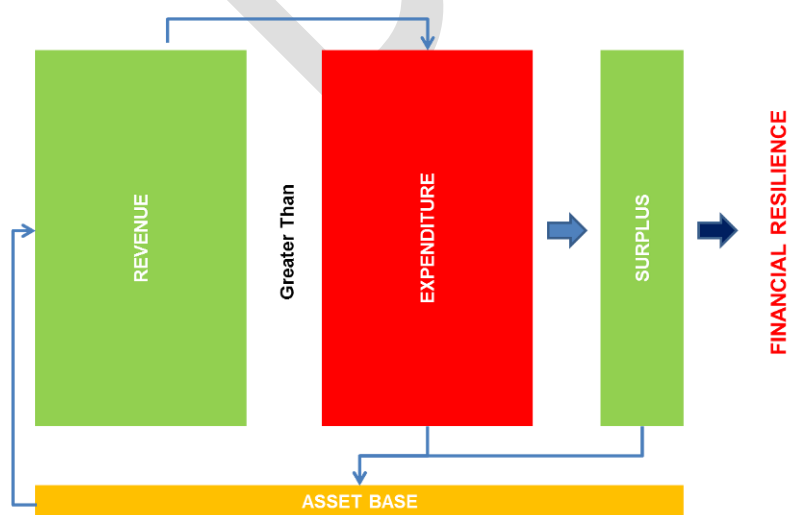 REVENUE
Greater Than
EXPENDITURE
SURPLUS
FINANCIAL RESILIENCE
ASSET BASE